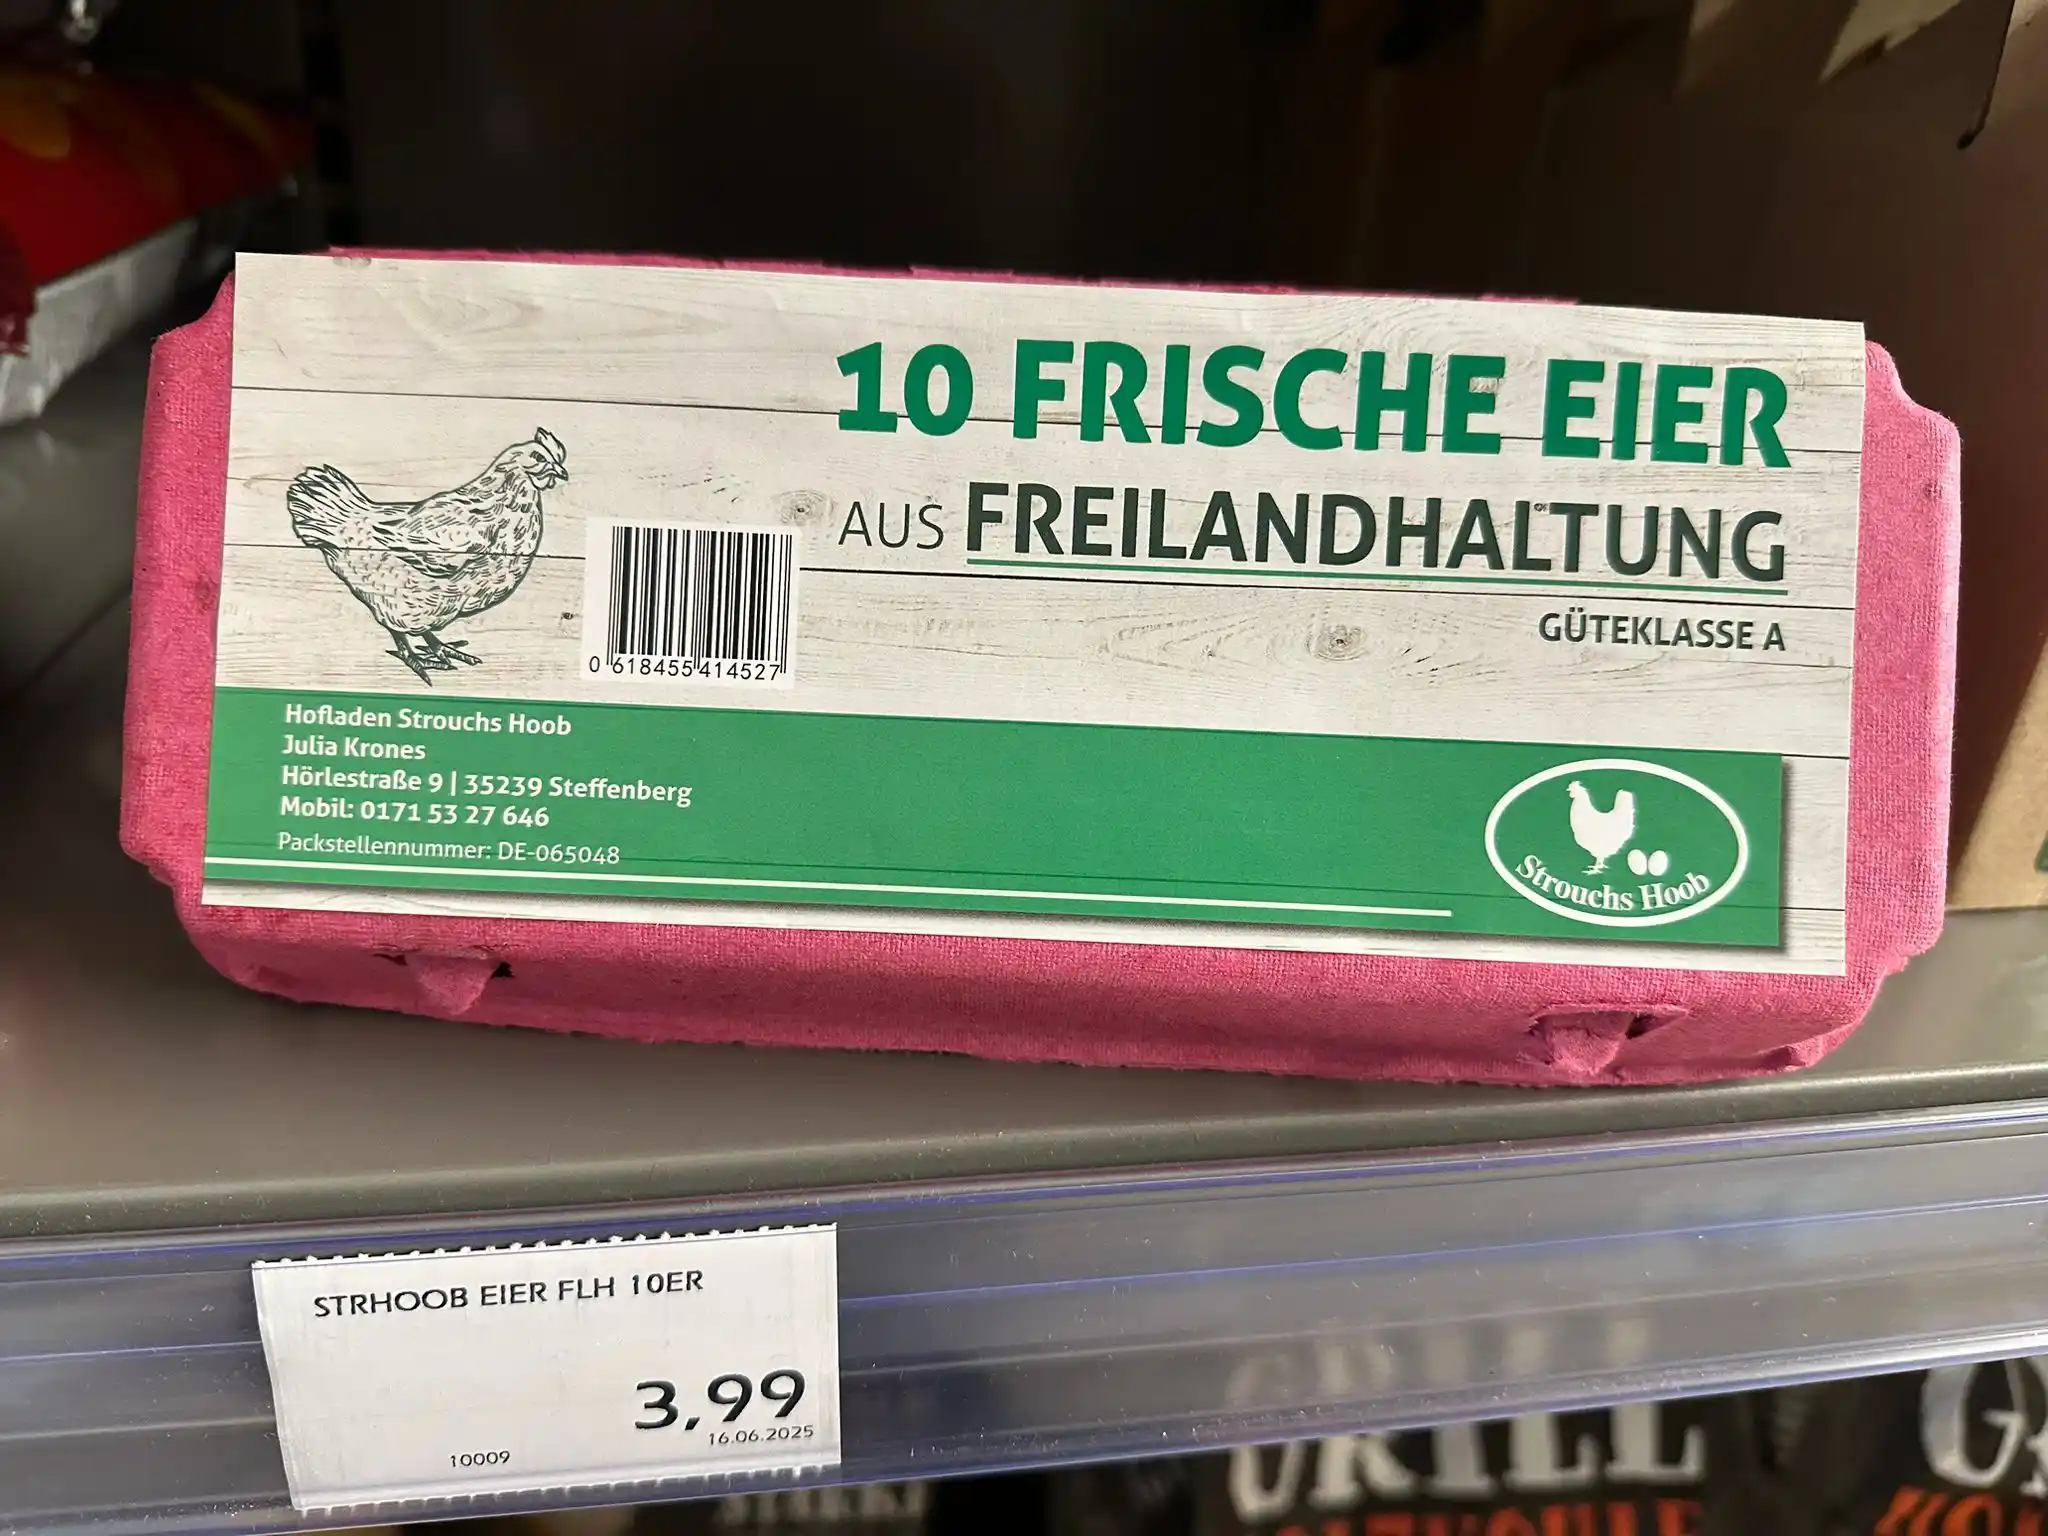 10 FRISCHE EIER
AUS FREILANDHALTUNG
GÜTEKLASSE A
0 618455 414527
Hofladen Strouchs Hoob
Julia Krones
Hörlestraße 9 | 35239 Steffenberg
Mobil: 0171 53 27 646
Packstellennummer: DE-065048
Strouchs Hoob
STRHOOB EIER FLH 10ER
3,99
16.06.2025
10009
GRILL